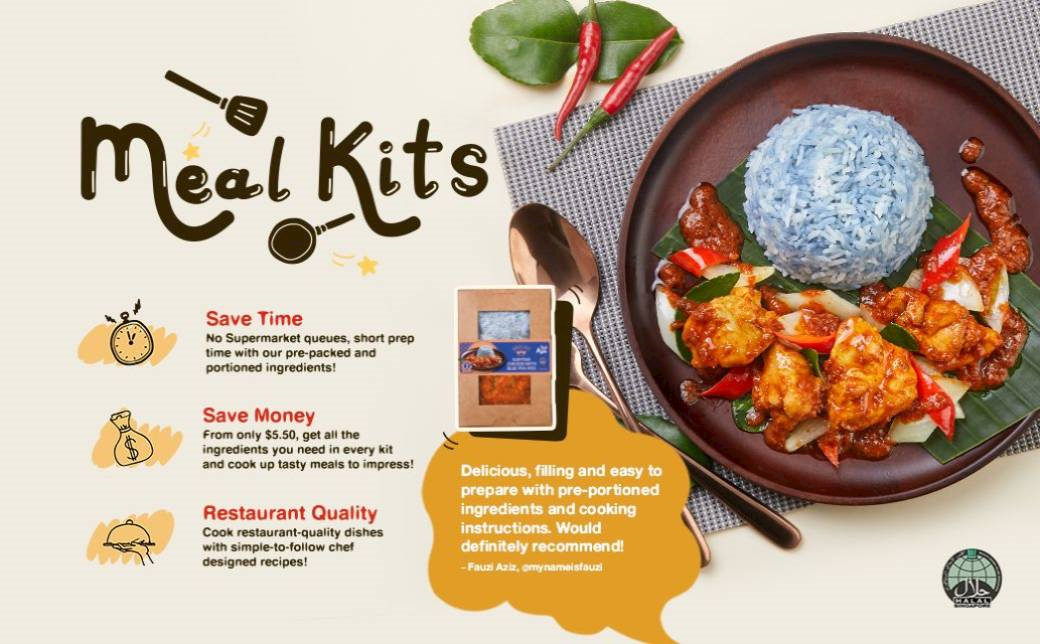 Meal Kits
Save Time
No Supermarket queues, short prep
time with our pre-packed and
portioned ingredients!
Save Money
From only $5.50, get all the
ingredients you need in every kit
and cook up tasty meals to impress!
Restaurant Quality
Cook restaurant-quality dishes
with simple-to-follow chef
designed recipes!
Delicious, filling and easy to
prepare with pre-portioned
ingredients and cooking
instructions. Would
definitely recommend!
- Fauzi Aziz, @mynameisfauzi
حلال
HALAL
SINGAPORE